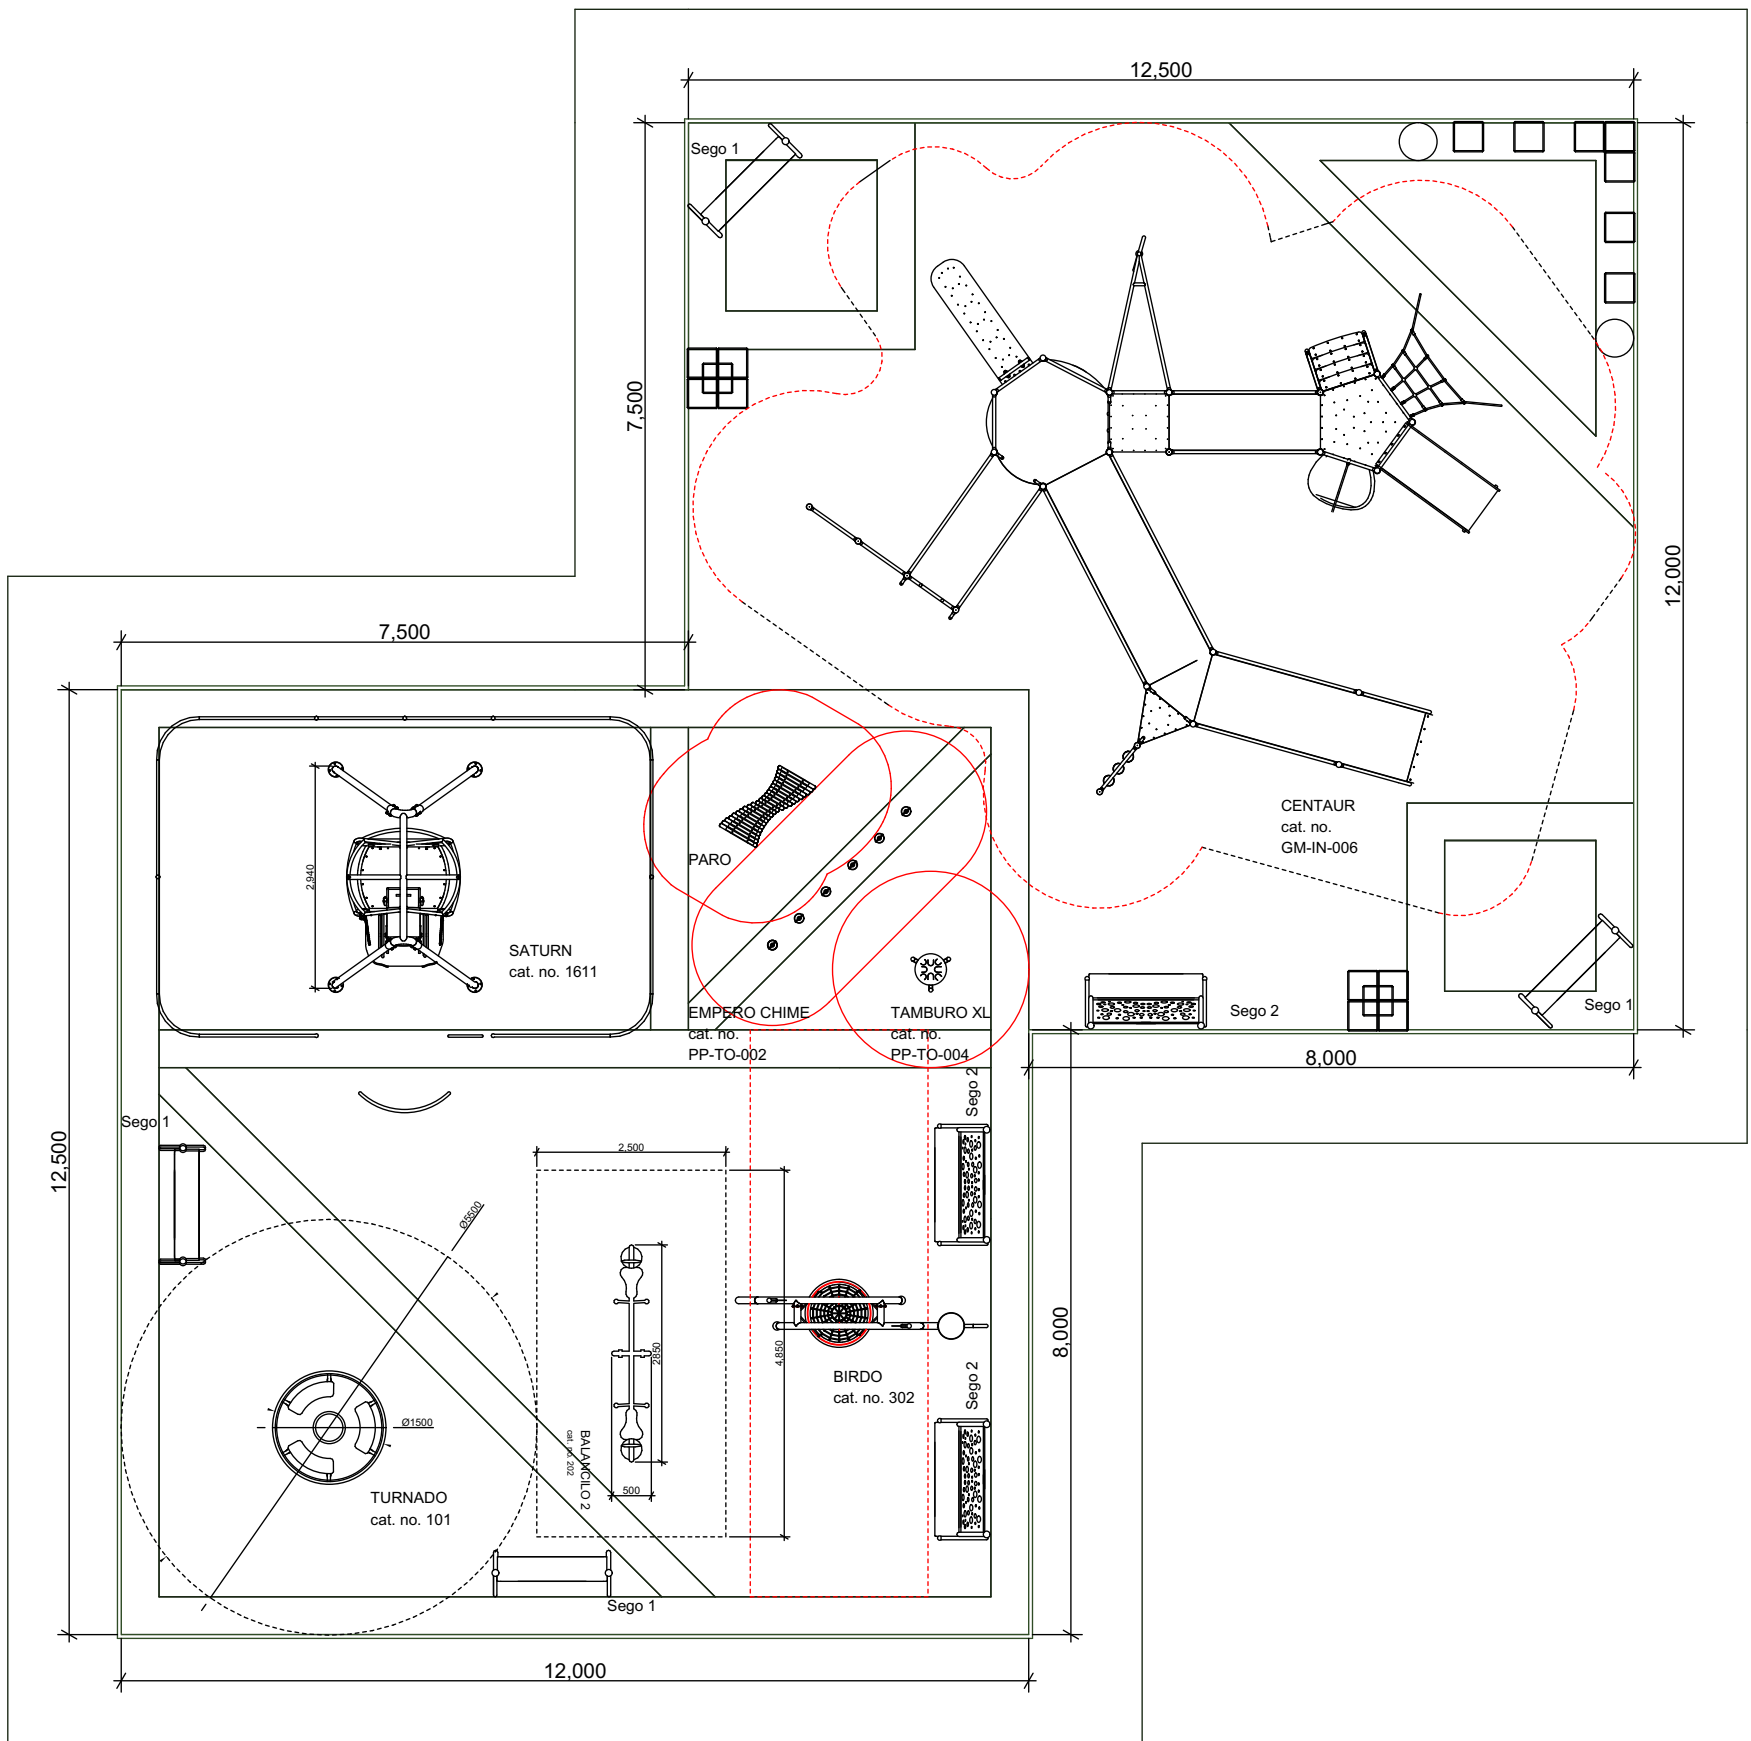 12,500
Sego 1
7,500
12,000
7,500
CENTAUR
cat. no.
GM-IN-006
2,940
PARO
SATURN
cat. no. 1611
EMPERO CHIME
cat. no.
PP-TO-002
TAMBURO XL
cat. no.
PP-TO-004
Sego 2
Sego 1
8,000
Sego 1
12,500
Sego 2
2,500
Ø5500
2850
4,850
8,000
BIRDO
cat. no. 302
Sego 2
Ø1500
BALANCILO 2
cat. no. 202
500
TURNADO
cat. no. 101
Sego 1
12,000